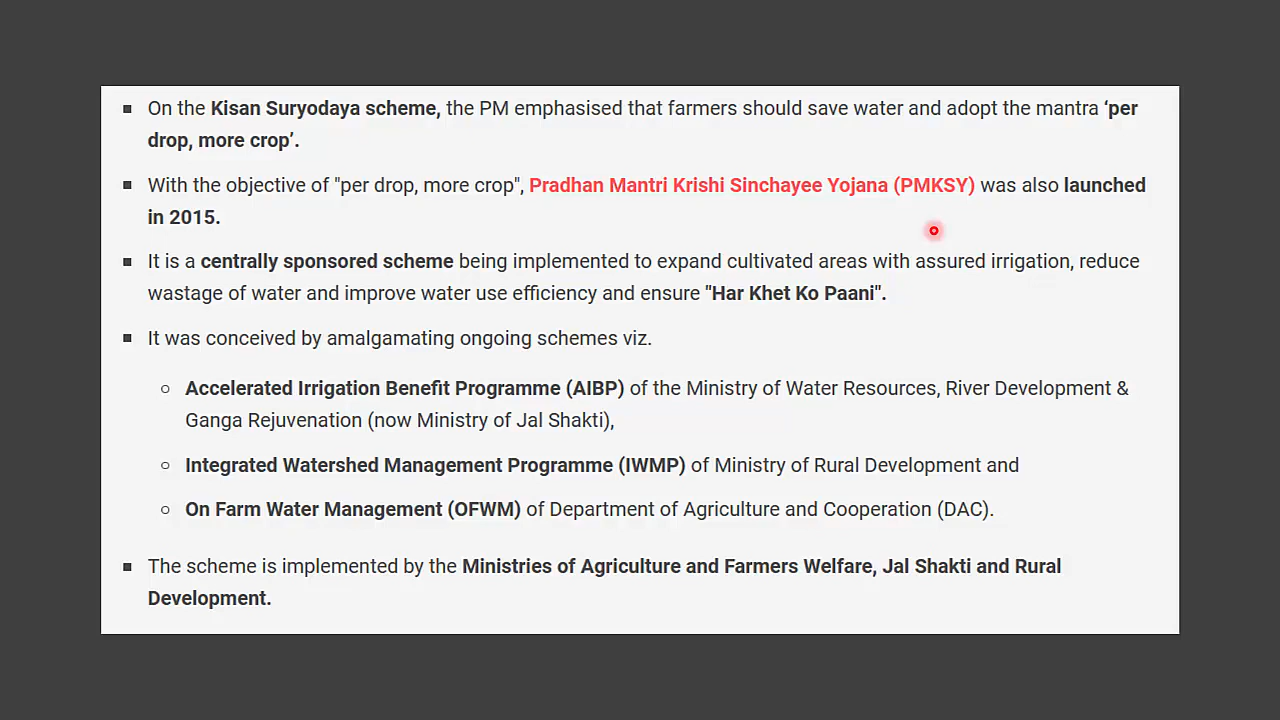 On the Kisan Suryodaya scheme, the PM emphasised that farmers should save water and adopt the mantra ‘per
drop, more crop’.
With the objective of "per drop, more crop", Pradhan Mantri Krishi Sinchayee Yojana (PMKSY) was also launched
in 2015.
It is a centrally sponsored scheme being implemented to expand cultivated areas with assured irrigation, reduce
wastage of water and improve water use efficiency and ensure "Har Khet Ko Paani".
It was conceived by amalgamating ongoing schemes viz.
Accelerated Irrigation Benefit Programme (AIBP) of the Ministry of Water Resources, River Development &
Ganga Rejuvenation (now Ministry of Jal Shakti),
Integrated Watershed Management Programme (IWMP) of Ministry of Rural Development and
On Farm Water Management (OFWM) of Department of Agriculture and Cooperation (DAC).
The scheme is implemented by the Ministries of Agriculture and Farmers Welfare, Jal Shakti and Rural
Development.